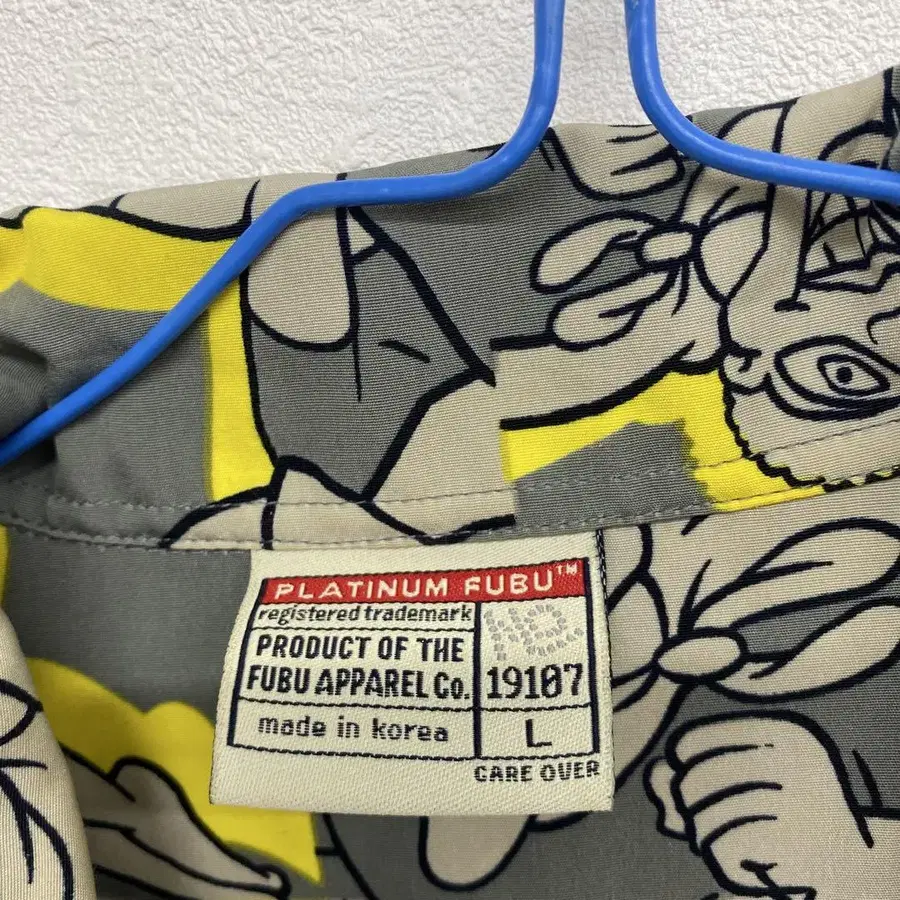 PLATINUM FUBU™
registered trademark
PRODUCT OF THE
FUBU APPAREL Co.
19107
made in korea
L
CARE OVER